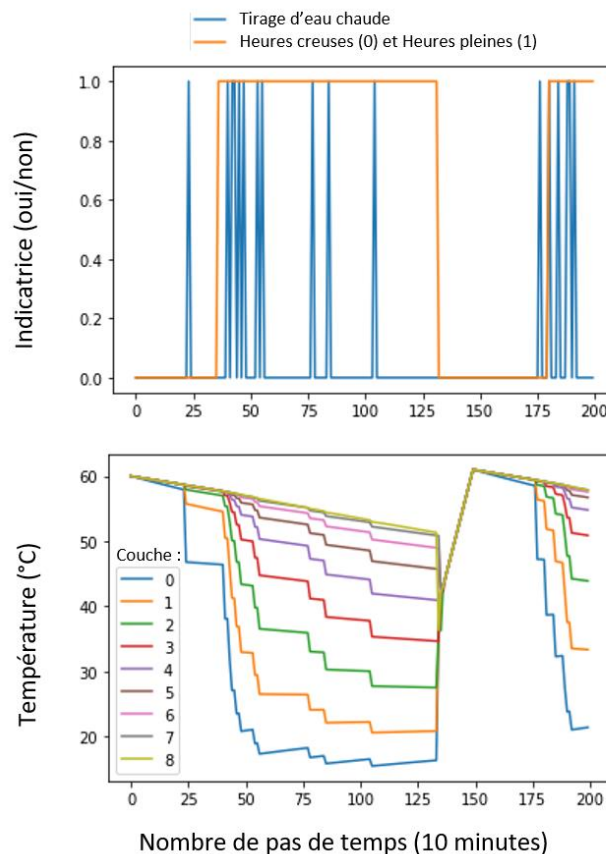 Tirage d'eau chaude
Heures creuses (0) et Heures pleines (1)
Indicatrice (oui/non)
1.0
0.8
0.6
0.4
0.2
0.0
0 25 50 75 100 125 150 175 200
Température (°C)
60
50
40
30
20
Couche :
0
1
2
3
4
5
6
7
8
0 25 50 75 100 125 150 175 200
Nombre de pas de temps (10 minutes)